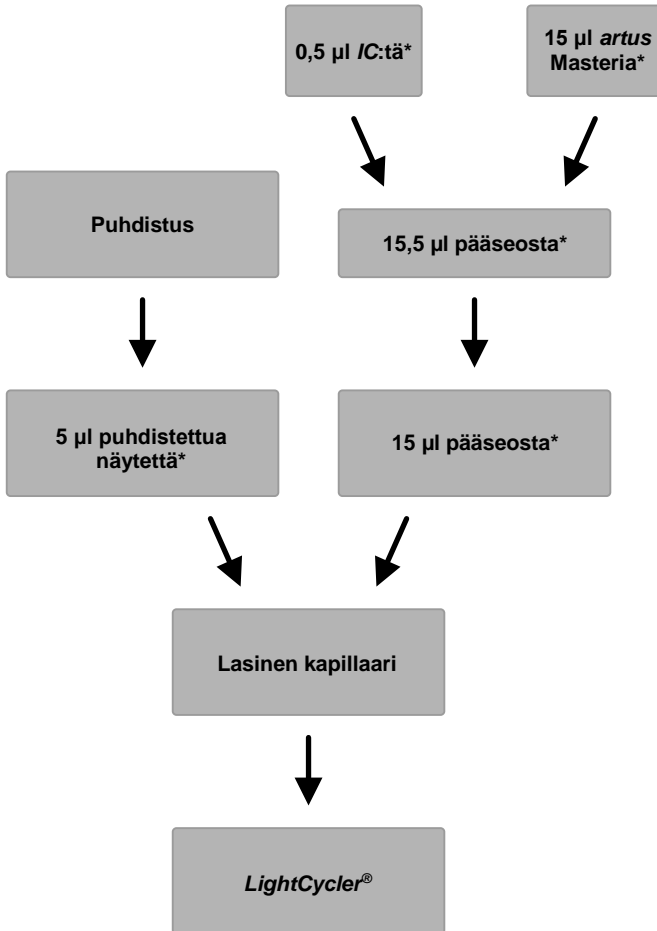 0,5 µl IC:tä*
15 µl artus
Masteria*
Puhdistus
15,5 µl pääseosta*
5 µl puhdistettua
näytettä*
15 µl pääseosta*
Lasinen kapillaari
LightCycler®